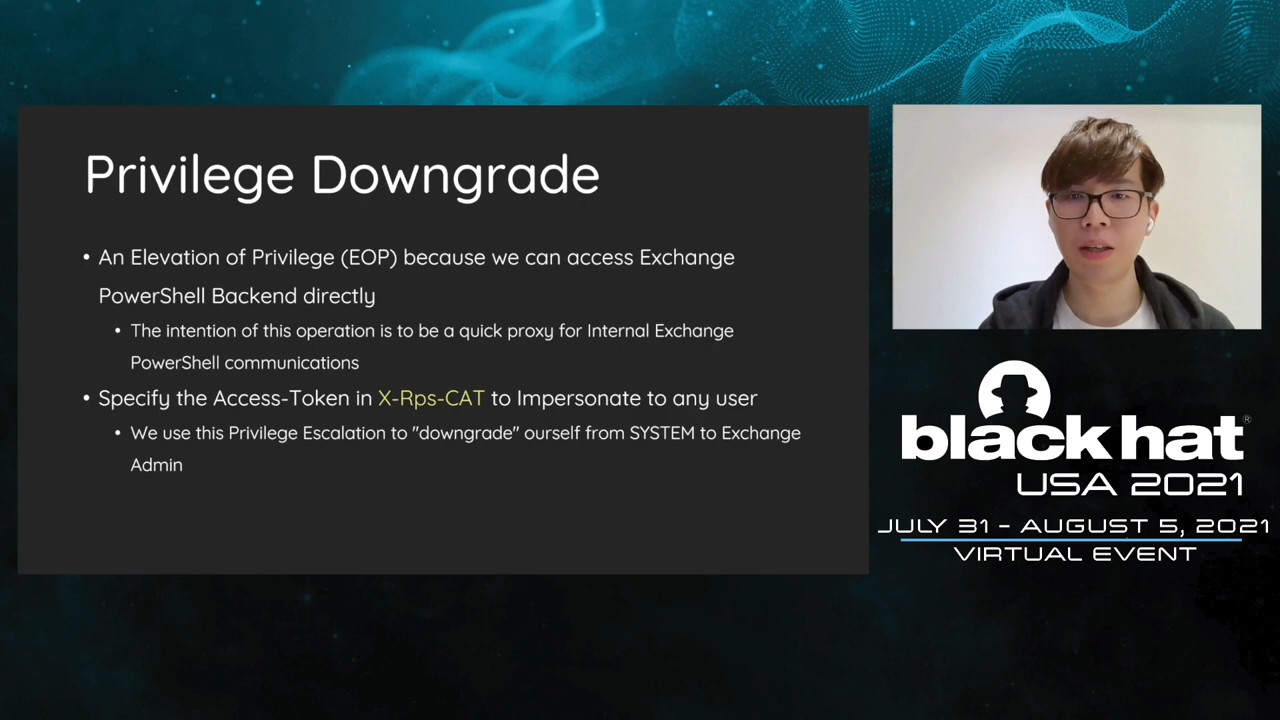 Privilege Downgrade
• An Elevation of Privilege (EOP) because we can access Exchange
PowerShell Backend directly
• The intention of this operation is to be a quick proxy for Internal Exchange
PowerShell communications
• Specify the Access-Token in X-Rps-CAT to Impersonate to any user
• We use this Privilege Escalation to "downgrade" ourself from SYSTEM to Exchange
Admin
black hat®
USA 2021
JULY 31 - AUGUST 5, 2021
VIRTUAL EVENT